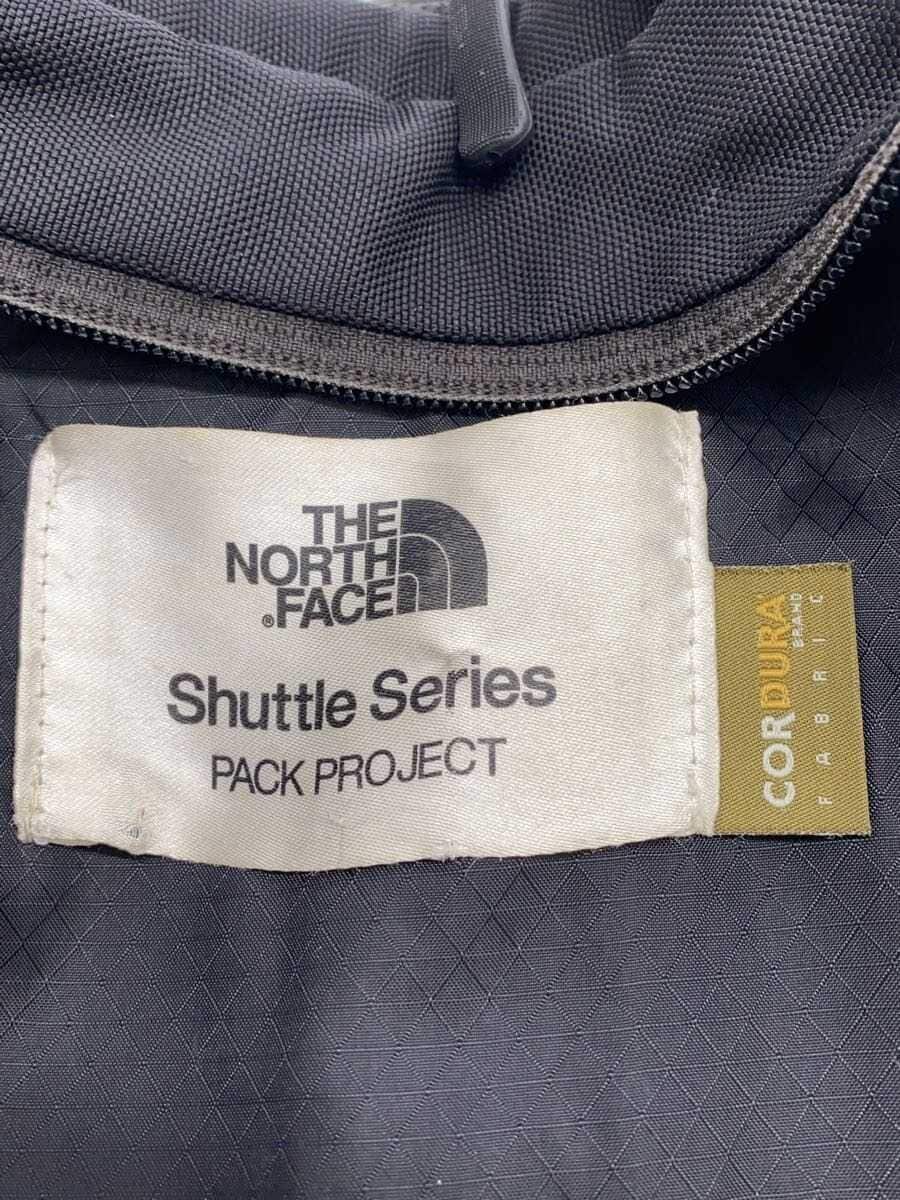 THE
NORTH
®FACE
Shuttle Series
PACK PROJECT
CORDURA
BRAND
FABRIC